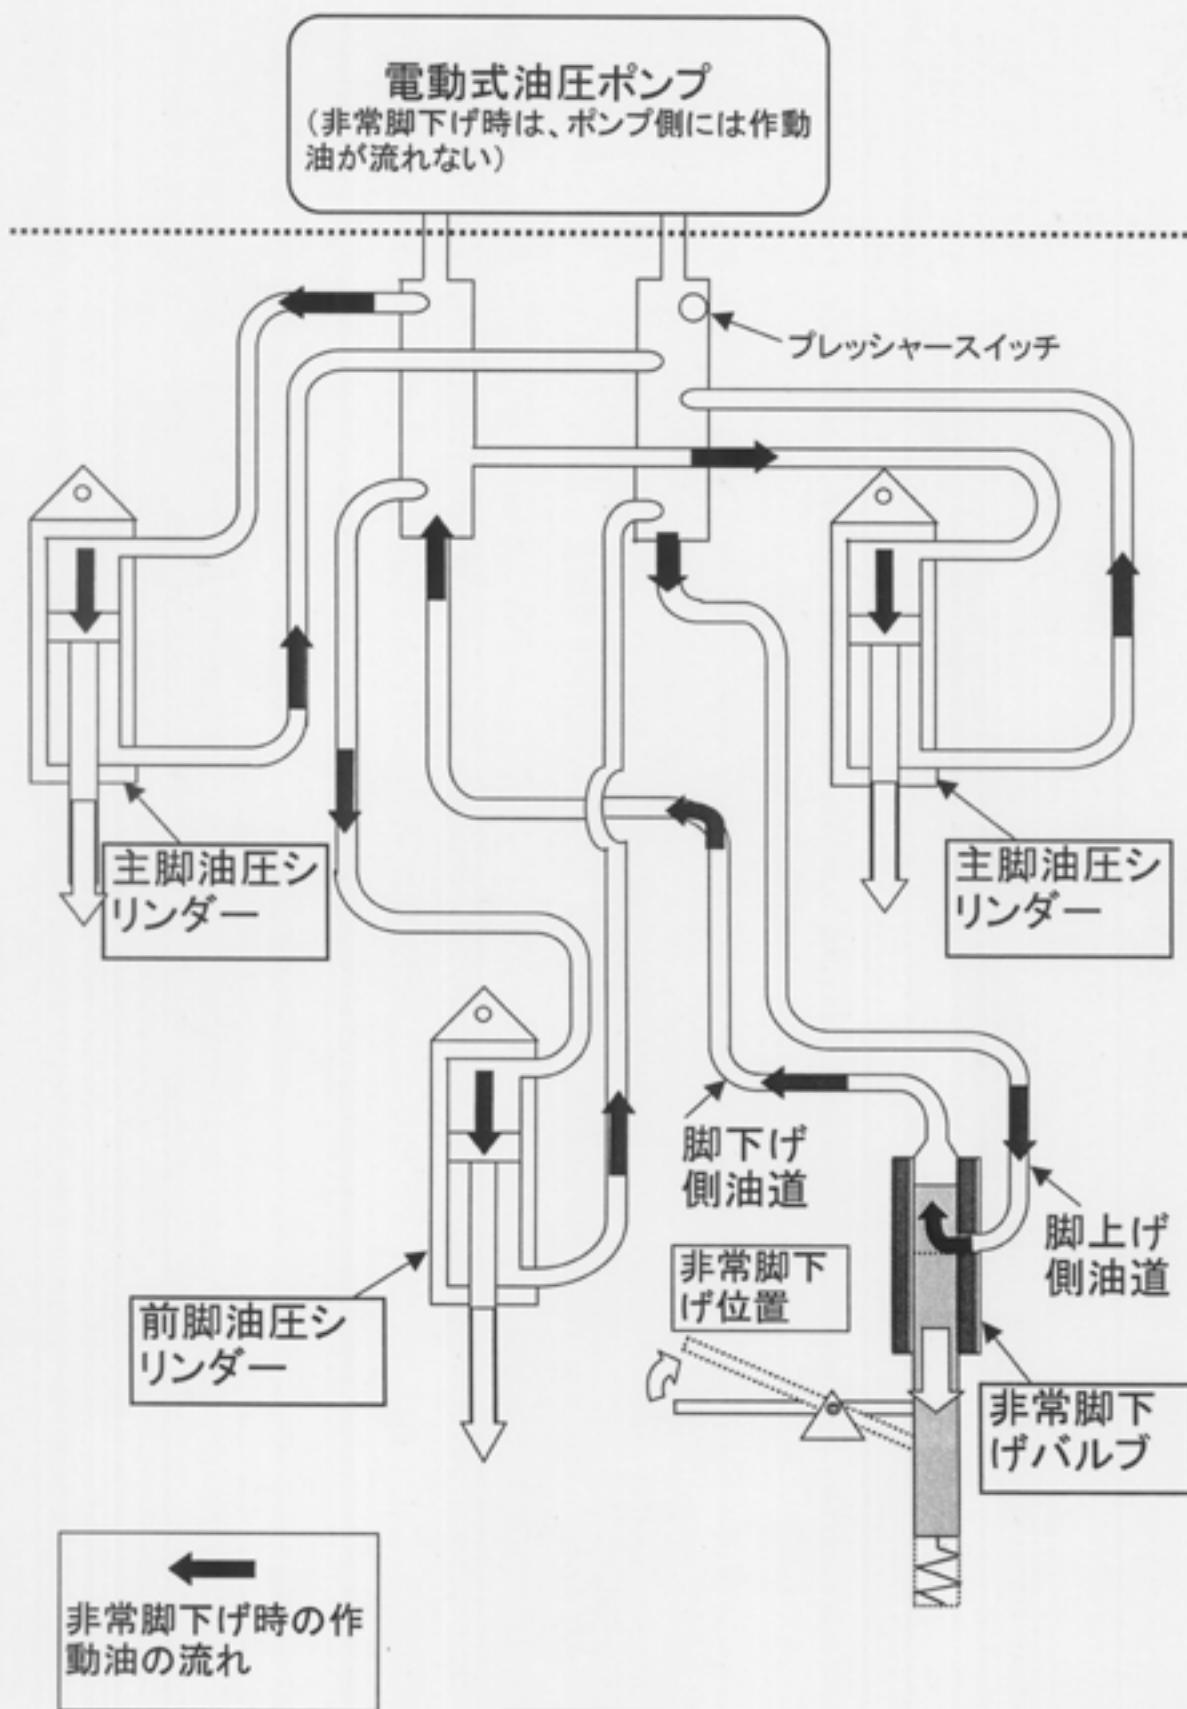 電動式油圧ポンプ
(非常脚下げ時は、ポンプ側には作動
油が流れない)
プレッシャースイッチ
主脚油圧シ
リンダー
主脚油圧シ
リンダー
脚下げ
側油道
脚上げ
側油道
非常脚下
げ位置
前脚油圧シ
リンダー
非常脚下
げバルブ
非常脚下げ時の作
動油の流れ